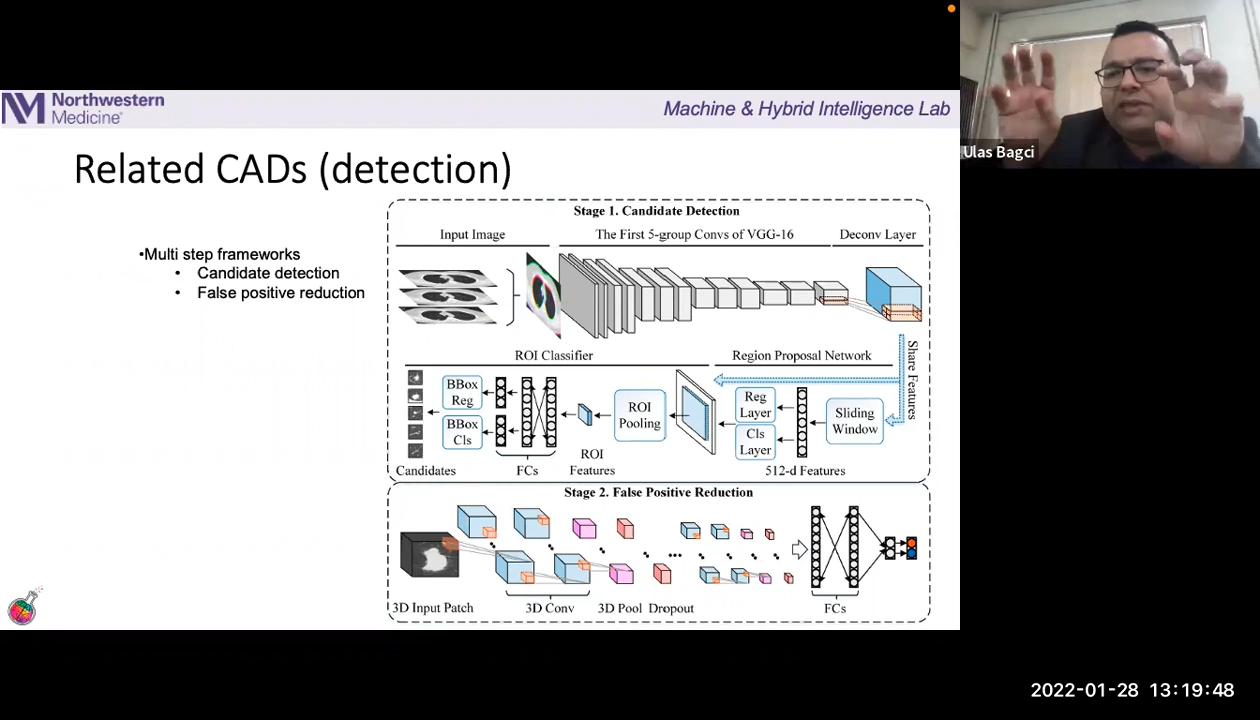 Northwestern
Medicine®
Machine & Hybrid Intelligence Lab
Ulas Bagci
Related CADs (detection)
•Multi step frameworks
• Candidate detection
• False positive reduction
Stage 1. Candidate Detection
Input Image
The First 5-group Convs of VGG-16
Deconv Layer
Share Features
ROI Classifier
Region Proposal Network
BBox
Reg
BBox
Cls
ROI
Pooling
Reg
Layer
Cls
Layer
Sliding
Window
Candidates
FCs
ROI
Features
512-d Features
Stage 2. False Positive Reduction
3D Input Patch
3D Conv
3D Pool
Dropout
FCs
2022-01-28 13:19:48